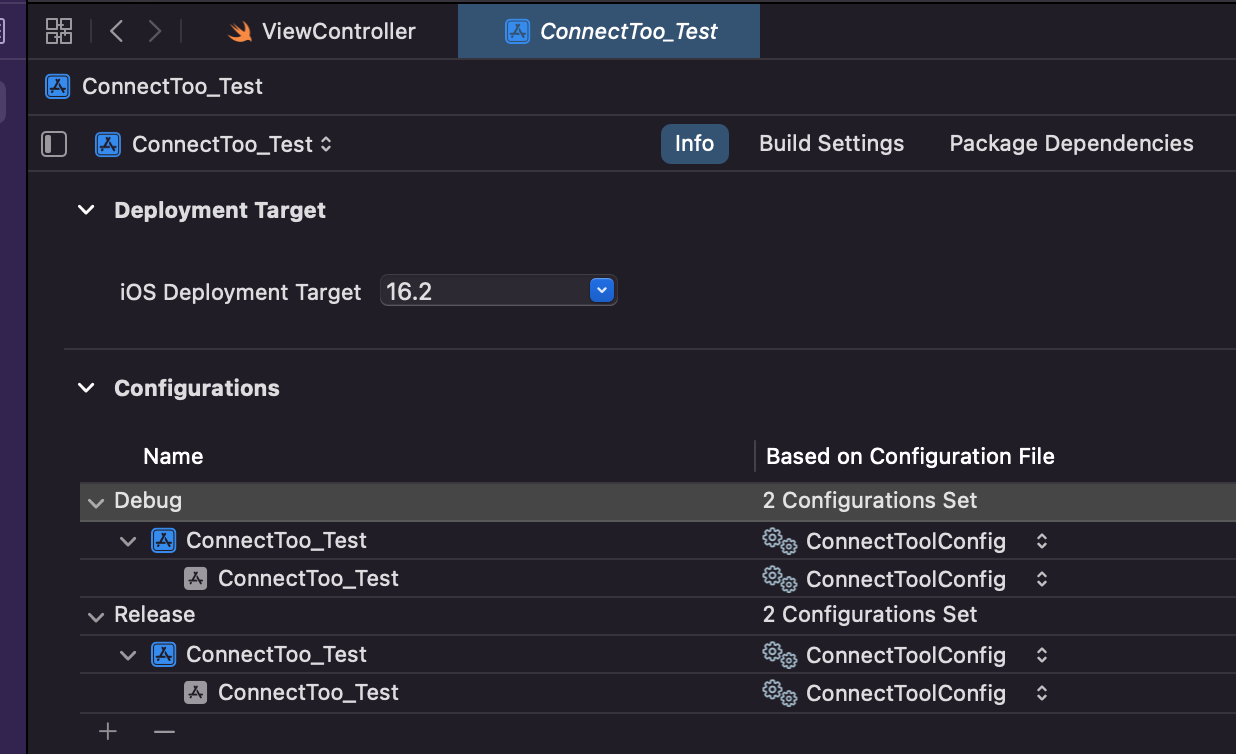 ViewController ConnectToo_Test
ConnectToo_Test
ConnectToo_Test Info Build Settings Package Dependencies
Deployment Target
iOS Deployment Target 16.2
Configurations
Name Based on Configuration File
Debug 2 Configurations Set
ConnectToo_Test ConnectToolConfig
ConnectToo_Test ConnectToolConfig
Release 2 Configurations Set
ConnectToo_Test ConnectToolConfig
ConnectToo_Test ConnectToolConfig